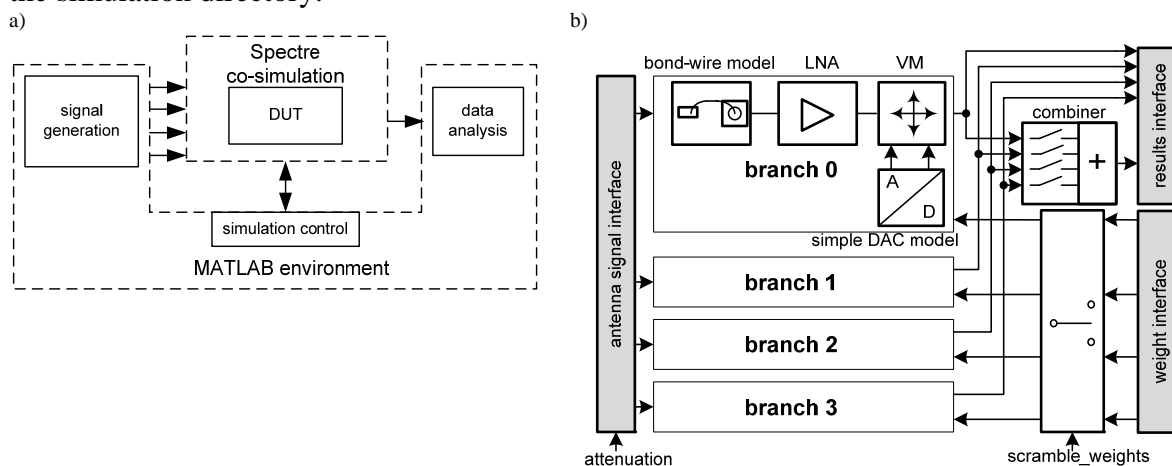 the simulation directory.
a)
b)
Spectre
co-simulation
DUT
signal
generation
data
analysis
simulation control
MATLAB environment
antenna signal interface
attenuation
bond-wire model
LNA
VM
branch 0
A
D
simple DAC model
branch 1
branch 2
branch 3
combiner
+
results interface
weight interface
scramble_weights